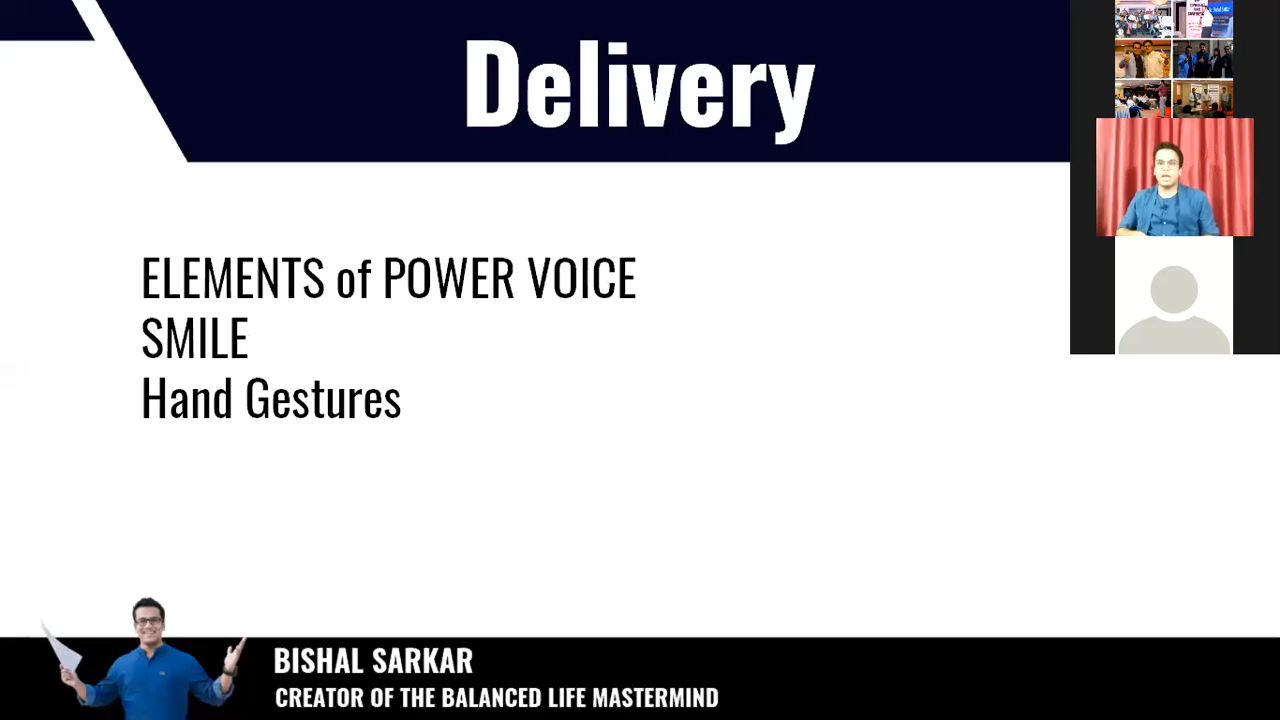 Delivery
ELEMENTS of POWER VOICE
SMILE
Hand Gestures
BISHAL SARKAR
CREATOR OF THE BALANCED LIFE MASTERMIND